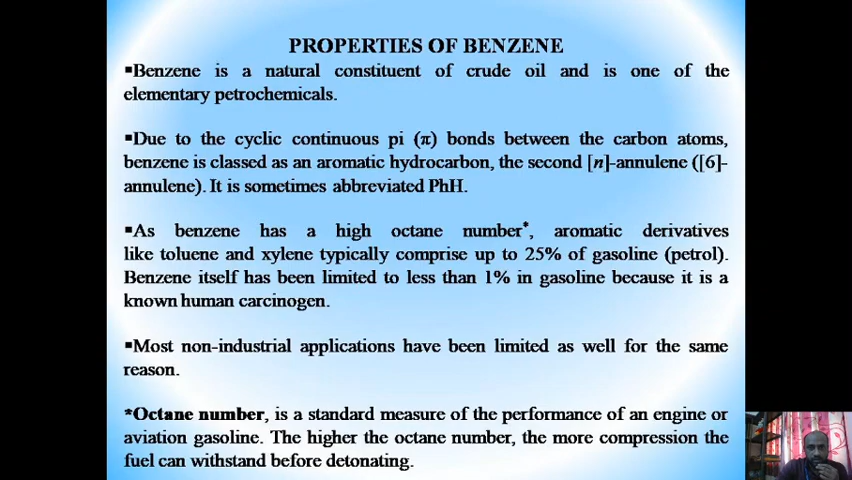 PROPERTIES OF BENZENE
▪Benzene is a natural constituent of crude oil and is one of the
elementary petrochemicals.
▪Due to the cyclic continuous pi (π) bonds between the carbon atoms,
benzene is classed as an aromatic hydrocarbon, the second [n]-annulene ([6]-
annulene). It is sometimes abbreviated PhH.
▪As benzene has a high octane number*, aromatic derivatives
like toluene and xylene typically comprise up to 25% of gasoline (petrol).
Benzene itself has been limited to less than 1% in gasoline because it is a
known human carcinogen.
▪Most non-industrial applications have been limited as well for the same
reason.
*Octane number, is a standard measure of the performance of an engine or
aviation gasoline. The higher the octane number, the more compression the
fuel can withstand before detonating.